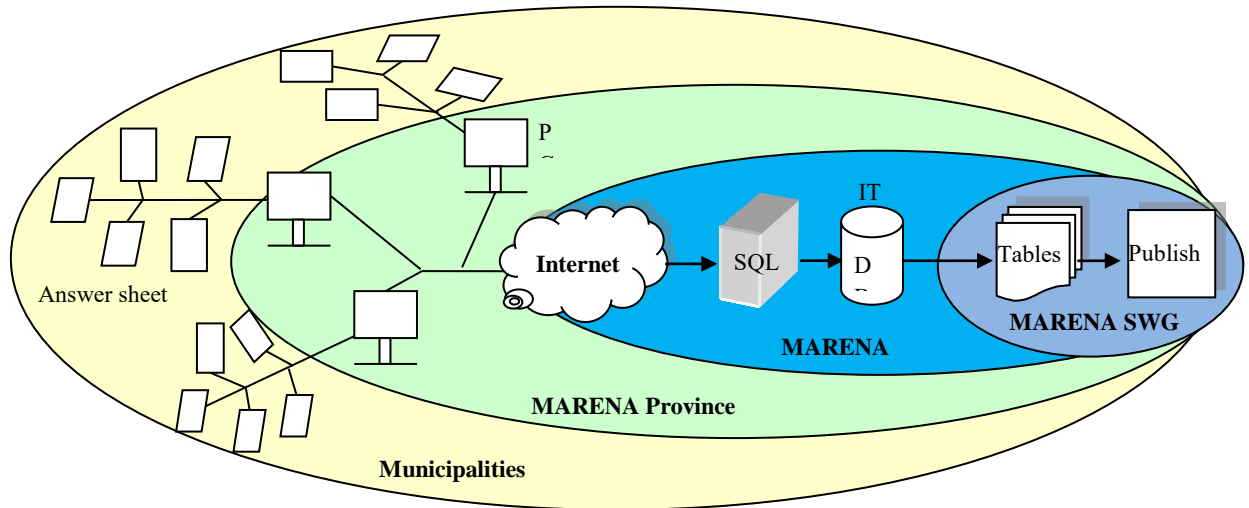 P
IT
Internet
SQL
D
Tables
Publish
Answer sheet
MARENA SWG
MARENA
MARENA Province
Municipalities